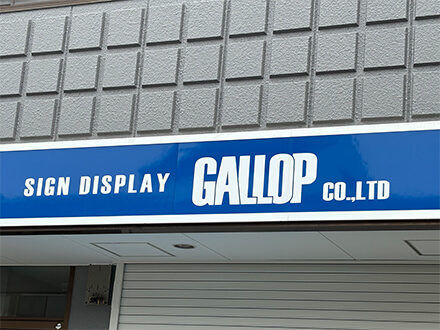 SIGN DISPLAY GALLOP CO.,LTD